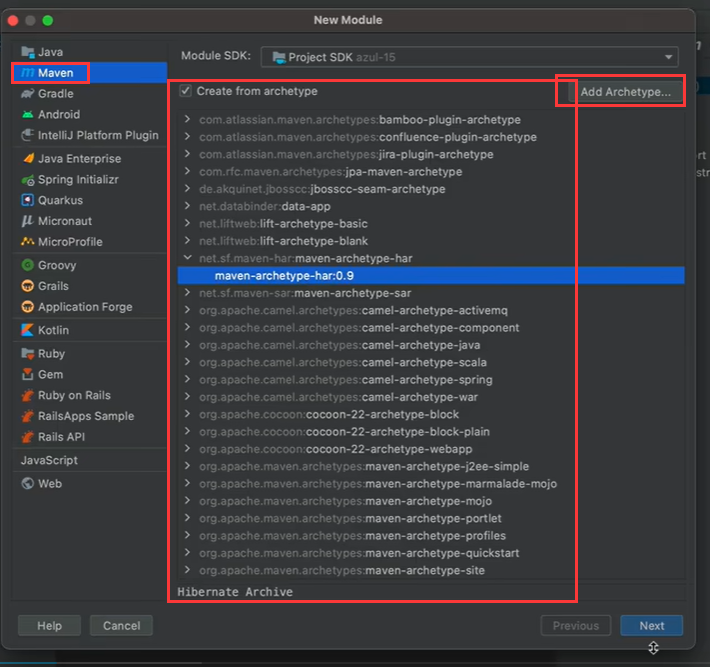 New Module
Java
Maven
Gradle
Android
IntelliJ Platform Plugin
Java Enterprise
Spring Initializr
Quarkus
Micronaut
MicroProfile
Groovy
Grails
Application Forge
Kotlin
Ruby
Gem
Ruby on Rails
RailsApps Sample
Rails API
JavaScript
Web
Module SDK: Project SDK azul-15
Create from archetype
Add Archetype...
com.atlassian.maven.archetypes:bamboo-plugin-archetype
com.atlassian.maven.archetypes:confluence-plugin-archetype
com.atlassian.maven.archetypes:jira-plugin-archetype
com.rfc.maven.archetypes:jpa-maven-archetype
de.akquinet.jbosscc:jbosscc-seam-archetype
net.databinder:data-app
net.liftweb:lift-archetype-basic
net.liftweb:lift-archetype-blank
net.sf.maven-har:maven-archetype-har
maven-archetype-har:0.9
net.sf.maven-sar:maven-archetype-sar
org.apache.camel.archetypes:camel-archetype-activemq
org.apache.camel.archetypes:camel-archetype-component
org.apache.camel.archetypes:camel-archetype-java
org.apache.camel.archetypes:camel-archetype-scala
org.apache.camel.archetypes:camel-archetype-spring
org.apache.camel.archetypes:camel-archetype-war
org.apache.cocoon:cocoon-22-archetype-block
org.apache.cocoon:cocoon-22-archetype-block-plain
org.apache.cocoon:cocoon-22-archetype-webapp
org.apache.maven.archetypes:maven-archetype-j2ee-simple
org.apache.maven.archetypes:maven-archetype-marmalade-mojo
org.apache.maven.archetypes:maven-archetype-mojo
org.apache.maven.archetypes:maven-archetype-portlet
org.apache.maven.archetypes:maven-archetype-profiles
org.apache.maven.archetypes:maven-archetype-quickstart
org.apache.maven.archetypes:maven-archetype-site
Hibernate Archive
Help
Cancel
Previous
Next